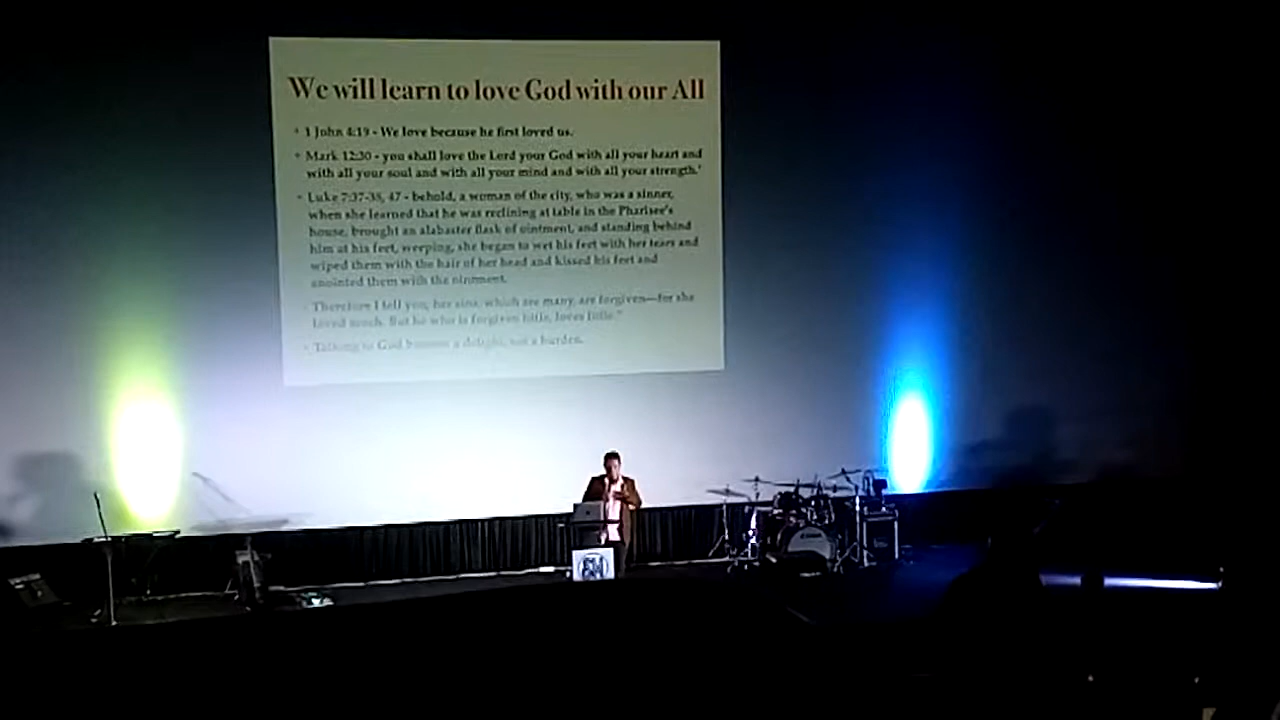 We will learn to love God with our All
1 John 4:19 - We love because he first loved us.
Mark 12:30 - you shall love the Lord your God with all your heart and
with all your soul and with all your mind and with all your strength.'
Luke 7:37-38, 47 - behold, a woman of the city, who was a sinner,
when she learned that he was reclining at table in the Pharisee's
house, brought an alabaster flask of ointment, and standing behind
him at his feet, weeping, she began to wet his feet with her tears and
wiped them with the hair of her head and kissed his feet and
anointed them with the ointment.
Therefore I tell you, her sins, which are many, are forgiven—for she
loved much. But he who is forgiven little, loves little."
Talking to God becomes a delight, not a burden.